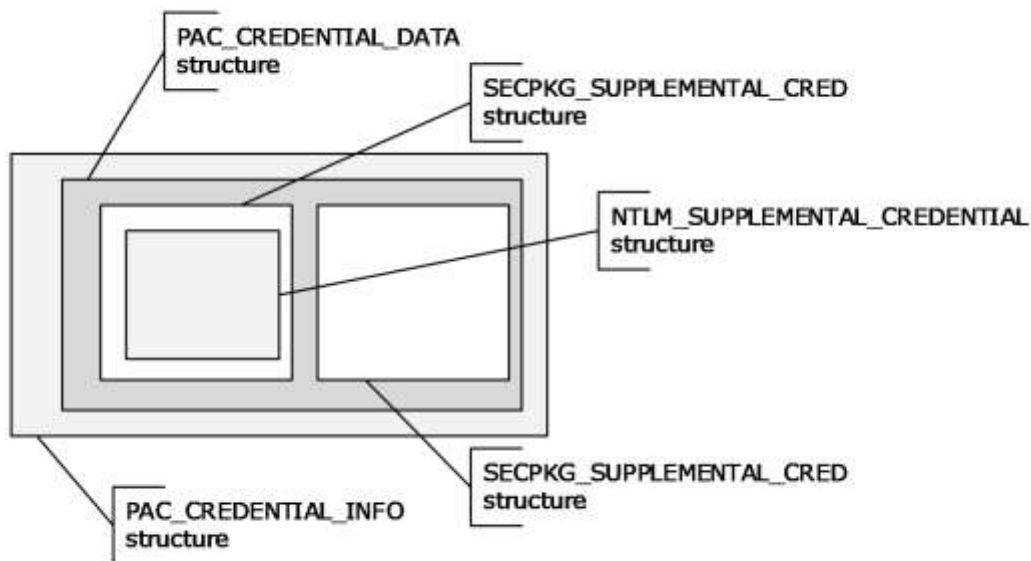 PAC_CREDENTIAL_DATA
structure
SECPKG_SUPPLEMENTAL_CRED
structure
NTLM_SUPPLEMENTAL_CREDENTIAL
structure
SECPKG_SUPPLEMENTAL_CRED
structure
PAC_CREDENTIAL_INFO
structure